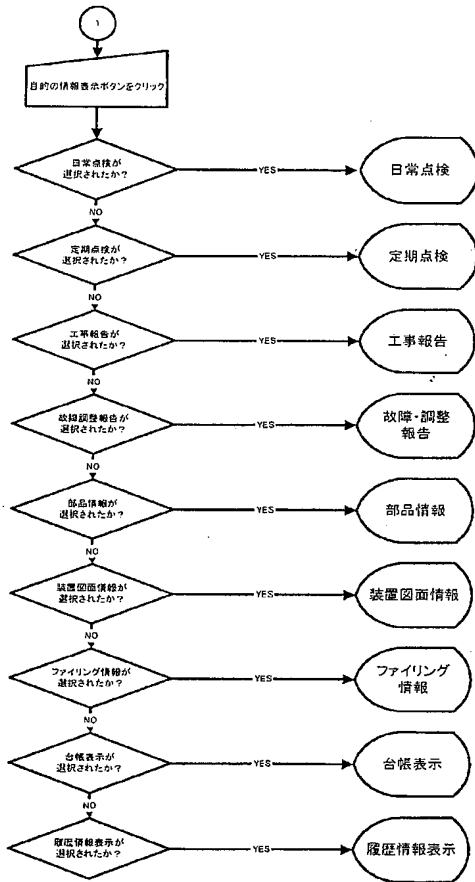 1
目的の情報表示ボタンをクリック
日常点検が
選択されたか？
YES
日常点検
NO
定期点検が
選択されたか？
YES
定期点検
NO
工事報告が
選択されたか？
YES
工事報告
NO
故障調整報告が
選択されたか？
YES
故障・調整
報告
NO
部品情報が
選択されたか？
YES
部品情報
NO
装置図面情報が
選択されたか？
YES
装置図面情報
NO
ファイリング情報が
選択されたか？
YES
ファイリング
情報
NO
台帳表示が
選択されたか？
YES
台帳表示
NO
履歴情報表示が
選択されたか？
YES
履歴情報表示